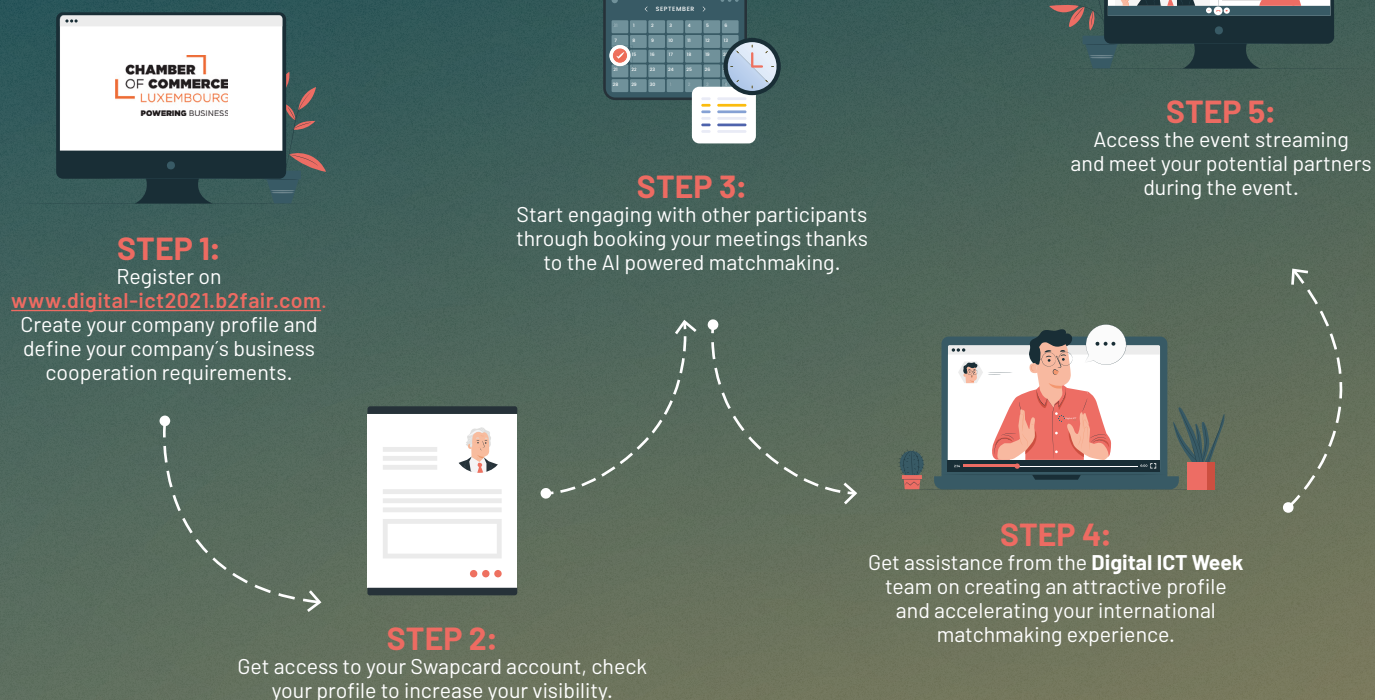 CHAMBER
OF COMMERCE
LUXEMBOURG
POWERING BUSINESS
STEP 1:
Register on
www.digital-ict2021.b2fair.com.
Create your company profile and
define your company´s business
cooperation requirements.
STEP 2:
Get access to your Swapcard account, check
your profile to increase your visibility.
SEPTEMBER
STEP 3:
Start engaging with other participants
through booking your meetings thanks
to the AI powered matchmaking.
STEP 4:
Get assistance from the Digital ICT Week
team on creating an attractive profile
and accelerating your international
matchmaking experience.
STEP 5:
Access the event streaming
and meet your potential partners
during the event.